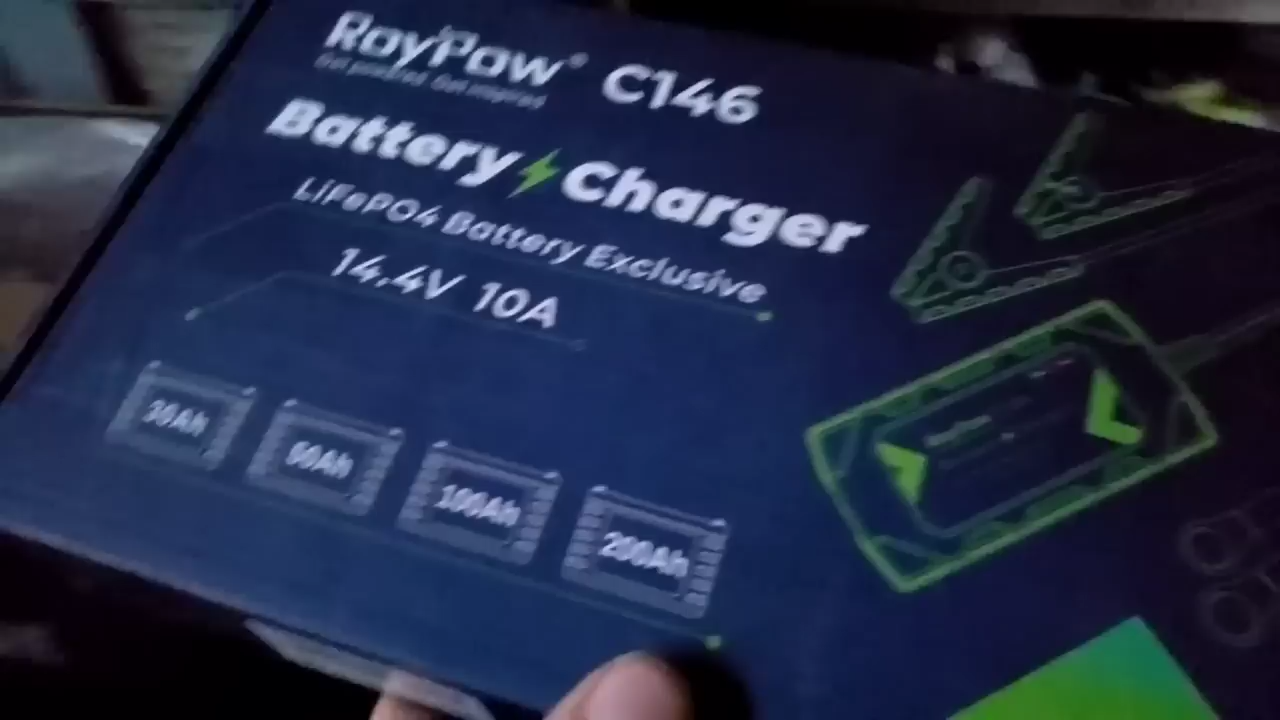 RoyPow® C146
Battery Charger
LiFePO4 Battery Exclusive
14.4V 10A
30Ah 50Ah 100Ah 200Ah